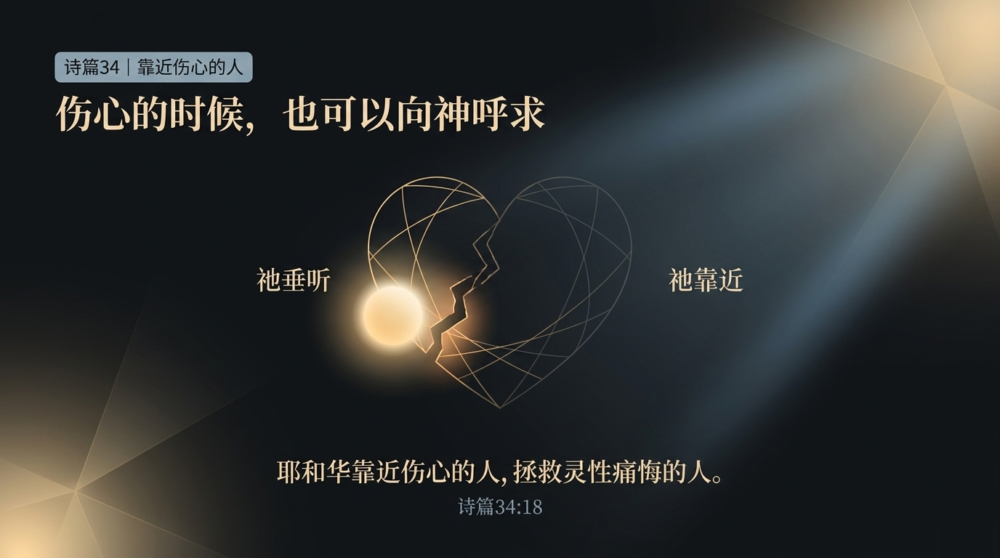 诗篇34｜靠近伤心的人
伤心的时候，也可以向神呼求
祂垂听
祂靠近
耶和华靠近伤心的人，拯救灵性痛悔的人。
诗篇34:18